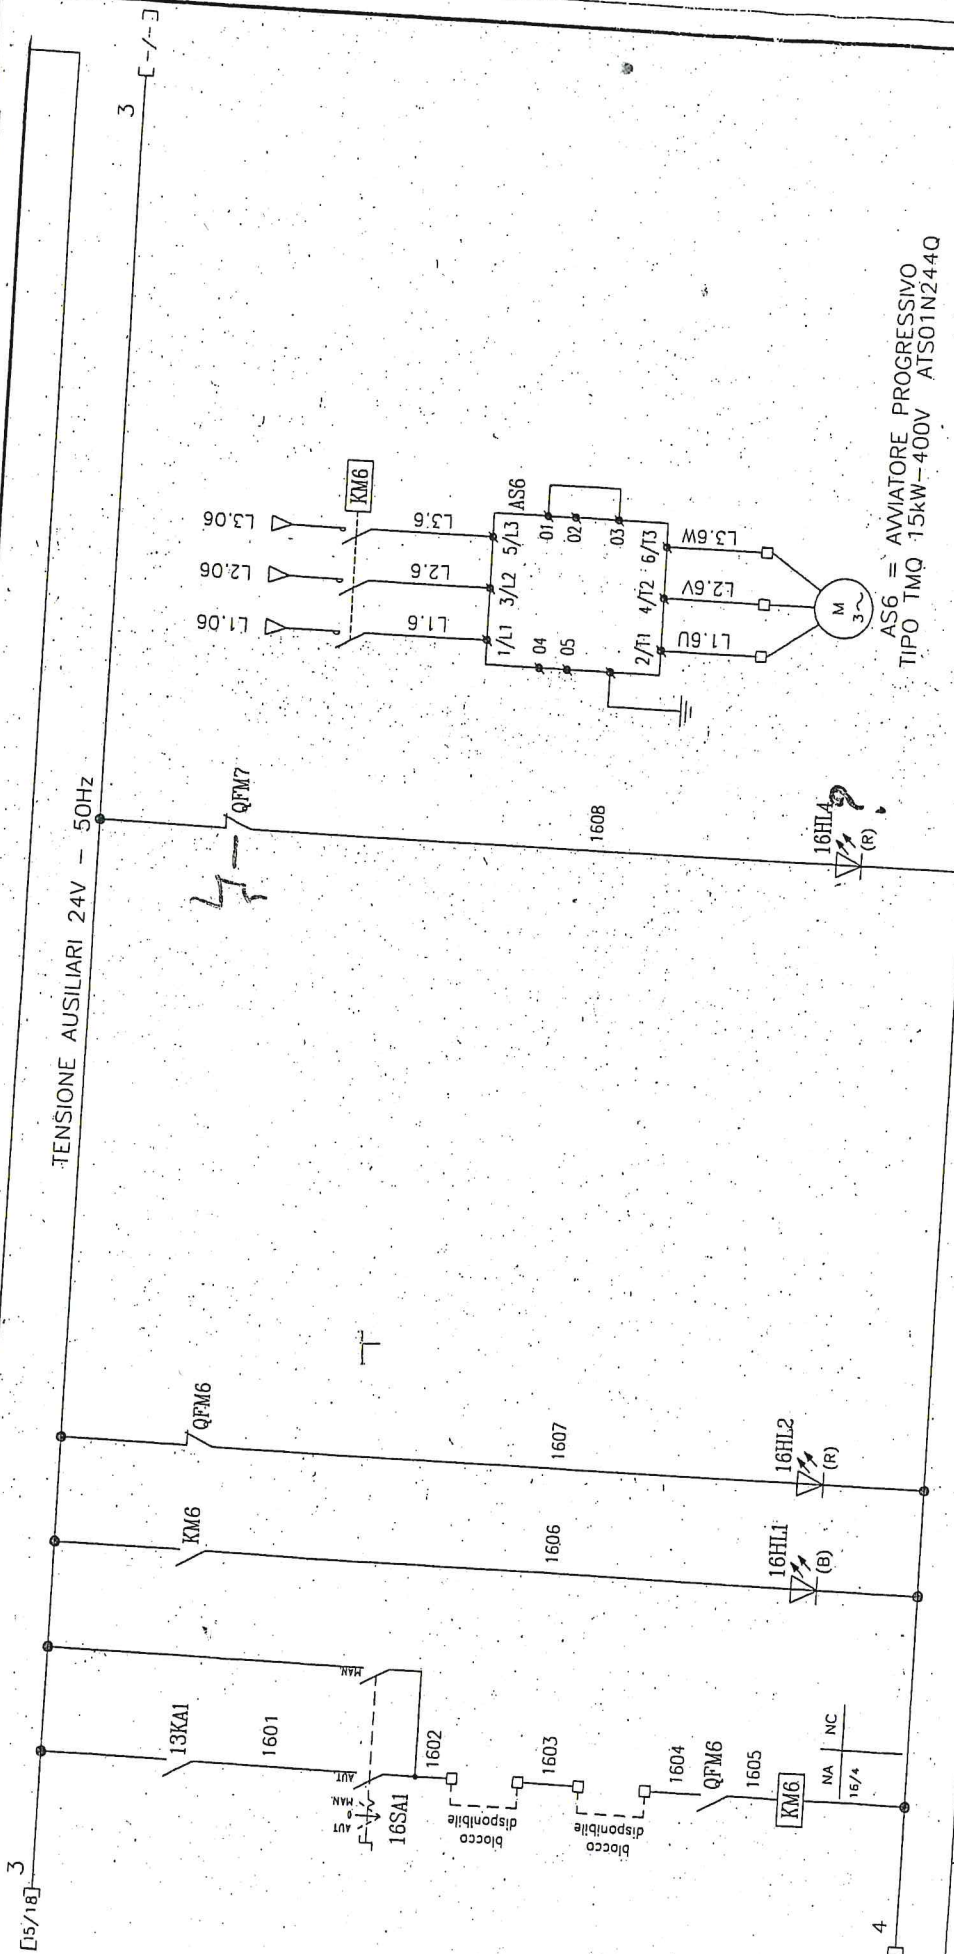 [15/18] 3
TENSIONE AUSILIARI 24V - 50Hz
3 [-/-]
13KA1
1601
AUT
MAN.
AUT 0 MAN.
16SA1
1602
blocco
disponibile
1603
blocco
disponibile
1604
QFM6
1605
KM6
NA NC
16/4
4
KM6
1606
16HL1
(B)
QFM6
1607
16HL2
(R)
QFM7
1608
16HL4
?
(R)
L1.06 L2.06 L3.06
KM6
L1.6 L2.6 L3.6
1/L1 3/L2 5/L3 AS6
04 01
05 02
03
2/T1 4/T2 6/T3
L1.6U L2.6V L3.6W
M
3~
AS6 = AVVIATORE PROGRESSIVO
TIPO TMQ 15kW-400V ATS01N244Q